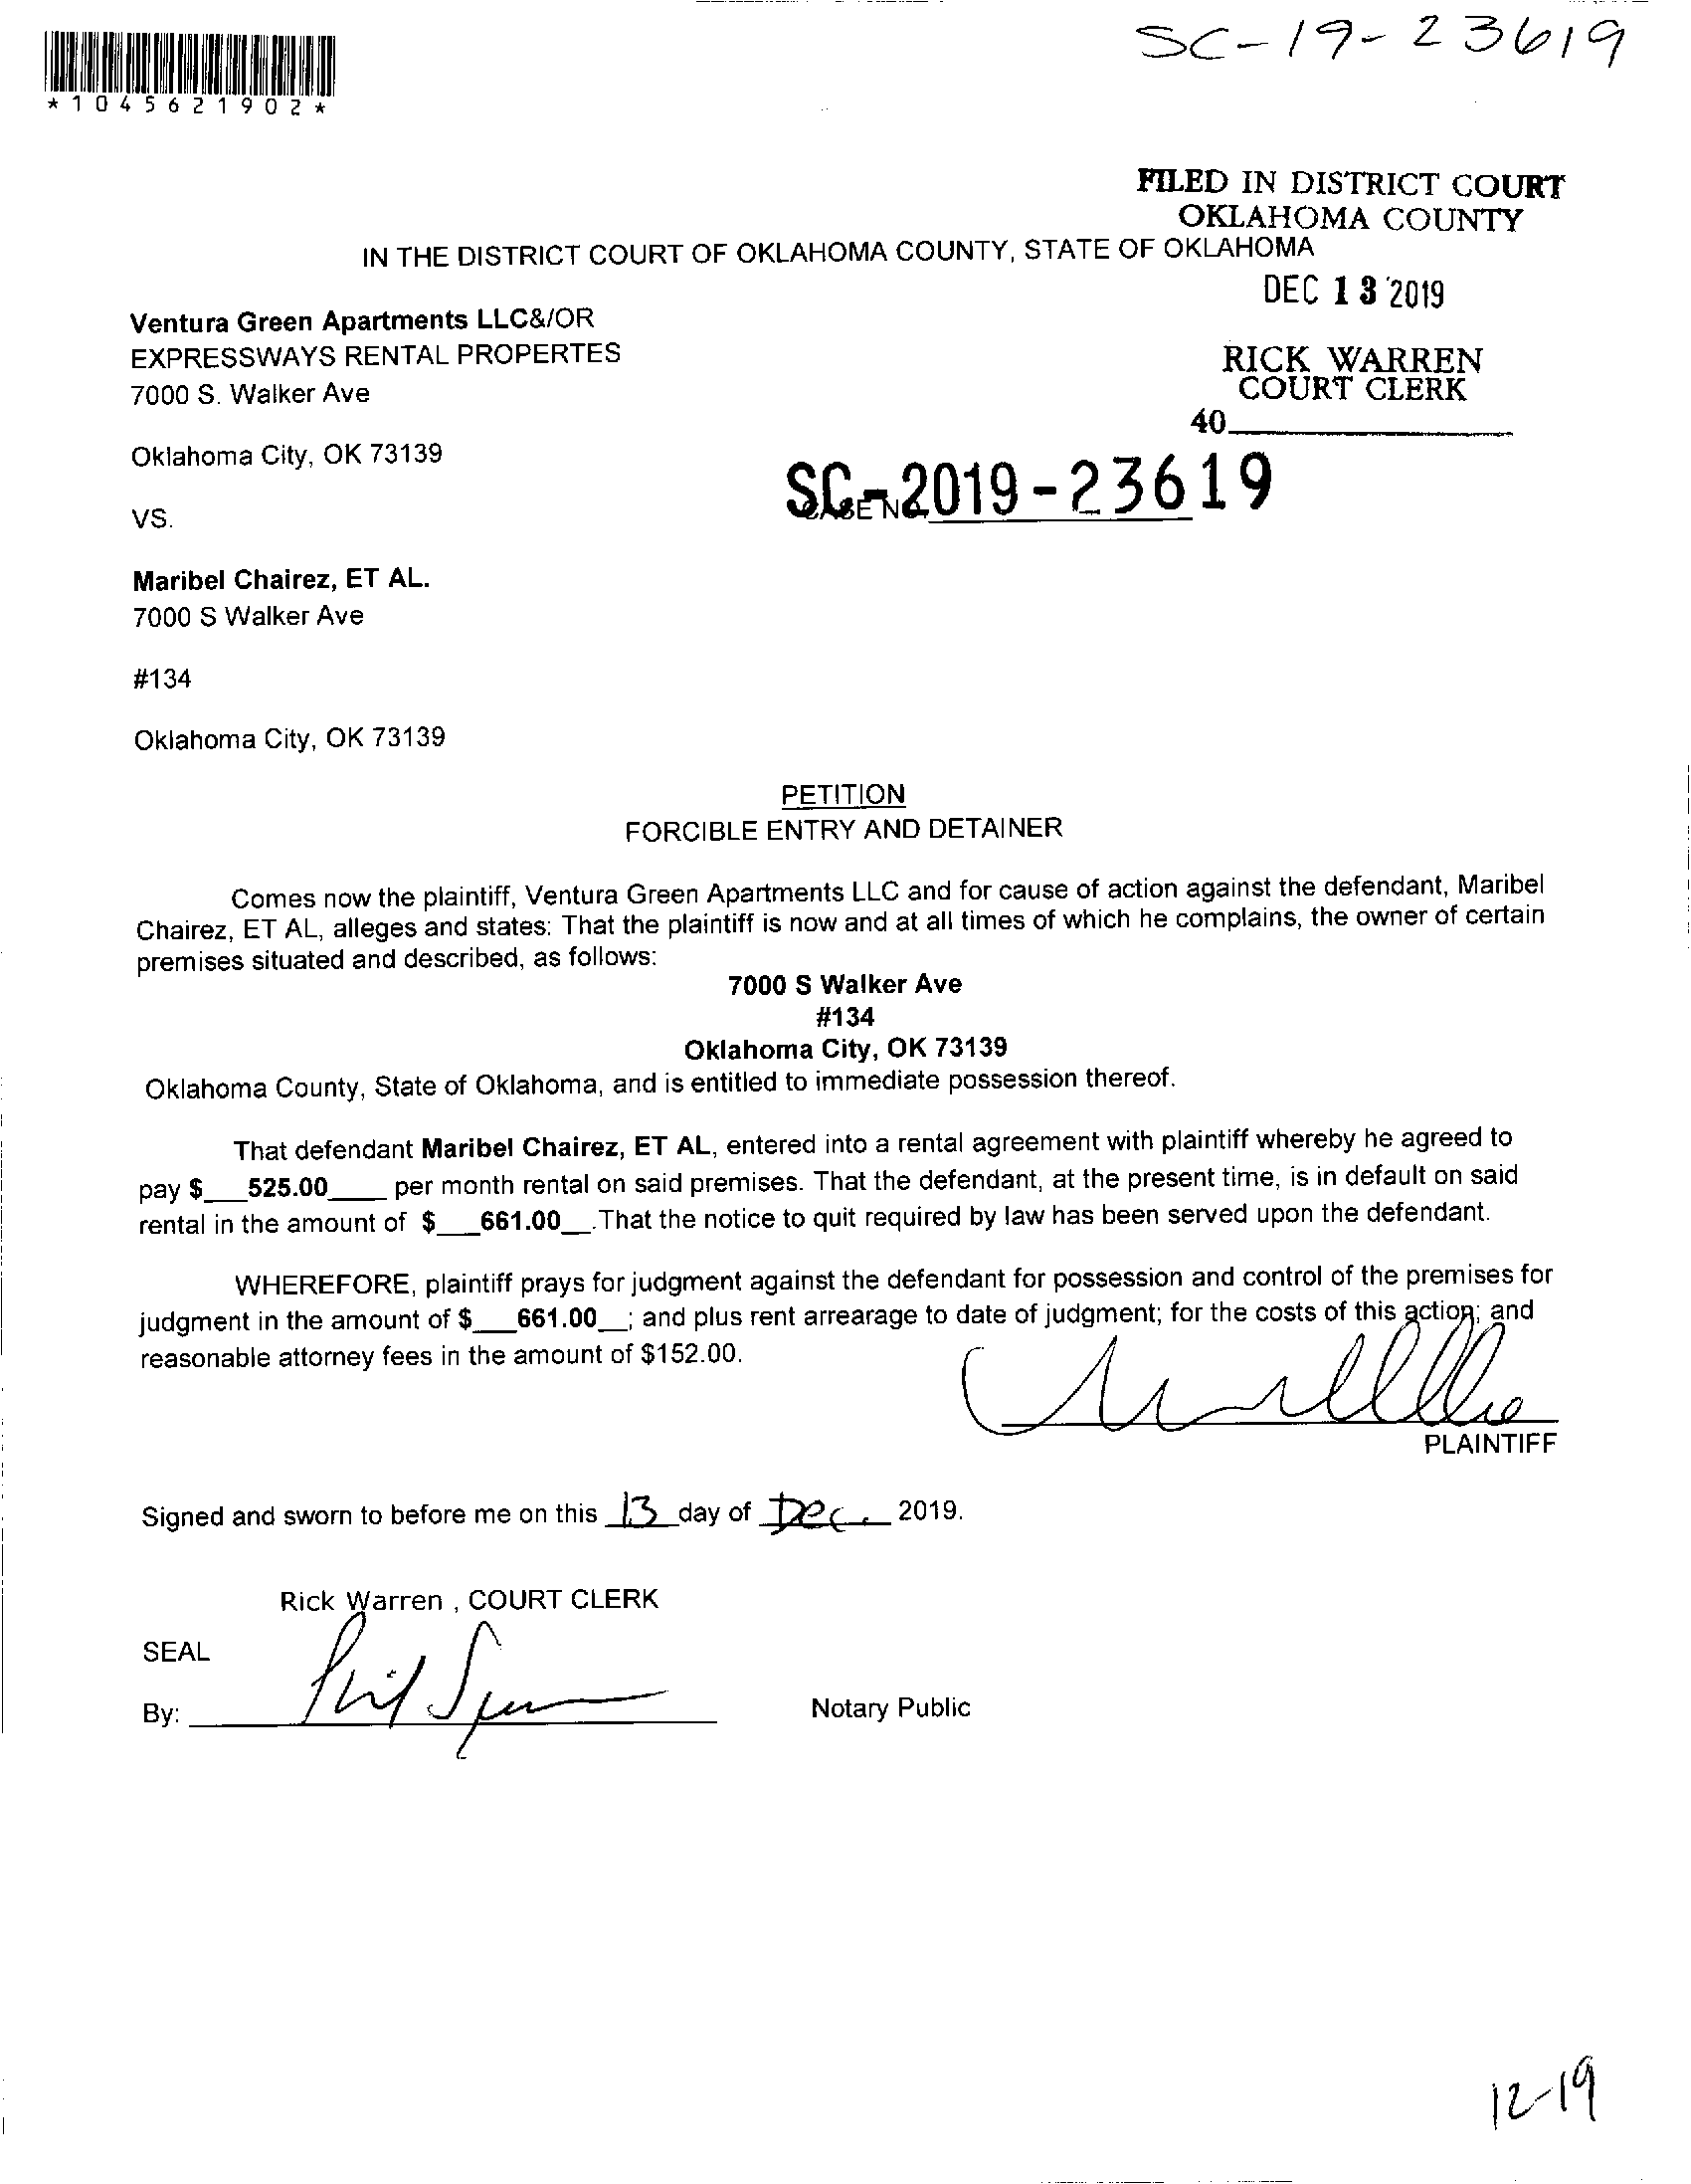 SC-19-23619
*1045621902*
FILED IN DISTRICT COURT
OKLAHOMA COUNTY
IN THE DISTRICT COURT OF OKLAHOMA COUNTY, STATE OF OKLAHOMA
DEC 13 2019
Ventura Green Apartments LLC&/OR
EXPRESSWAYS RENTAL PROPERTES
7000 S. Walker Ave
RICK WARREN
COURT CLERK
40
Oklahoma City, OK 73139
SC-2019-23619
VS.
Maribel Chairez, ET AL.
7000 S Walker Ave
#134
Oklahoma City, OK 73139
PETITION
FORCIBLE ENTRY AND DETAINER
Comes now the plaintiff, Ventura Green Apartments LLC and for cause of action against the defendant, Maribel
Chairez, ET AL, alleges and states: That the plaintiff is now and at all times of which he complains, the owner of certain
premises situated and described, as follows:
7000 S Walker Ave
#134
Oklahoma City, OK 73139
Oklahoma County, State of Oklahoma, and is entitled to immediate possession thereof.
That defendant Maribel Chairez, ET AL, entered into a rental agreement with plaintiff whereby he agreed to
pay $___525.00____ per month rental on said premises. That the defendant, at the present time, is in default on said
rental in the amount of $___661.00__.That the notice to quit required by law has been served upon the defendant.
WHEREFORE, plaintiff prays for judgment against the defendant for possession and control of the premises for
judgment in the amount of $___661.00__; and plus rent arrearage to date of judgment; for the costs of this action; and
reasonable attorney fees in the amount of $152.00.
PLAINTIFF
Signed and sworn to before me on this 13 day of Dec. 2019.
Rick Warren , COURT CLERK
SEAL
By:
Notary Public
12-19